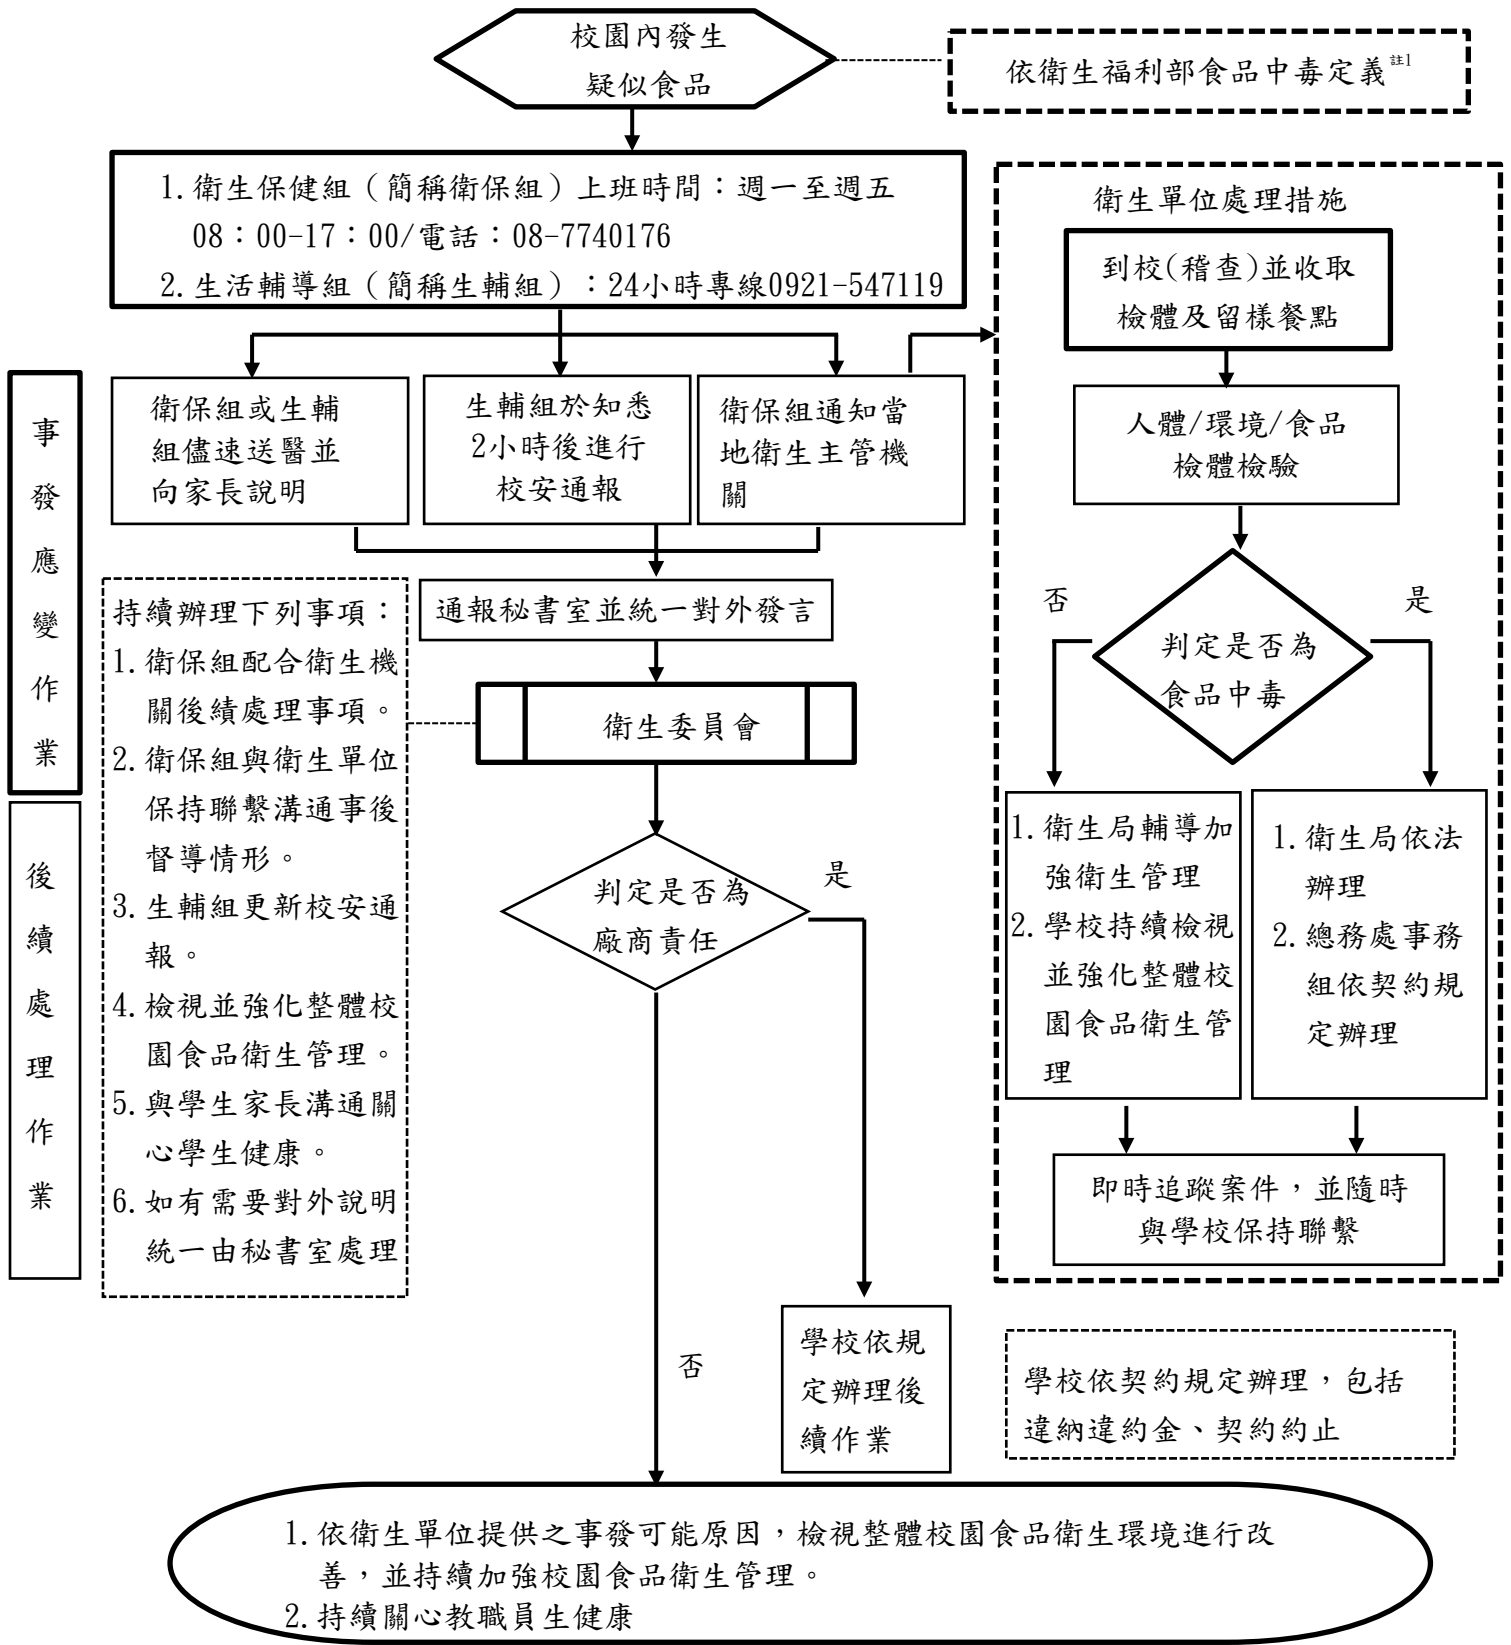 校園內發生
疑似食品
依衛生福利部食品中毒定義註1
1.衛生保健組（簡稱衛保組）上班時間：週一至週五
08：00-17：00/電話：08-7740176
2.生活輔導組（簡稱生輔組）：24小時專線0921-547119
衛生單位處理措施
到校(稽查)並收取
檢體及留樣餐點
事發應變作業
衛保組或生輔
組儘速送醫並
向家長說明
生輔組於知悉
2小時後進行
校安通報
衛保組通知當
地衛生主管機
關
人體/環境/食品
檢體檢驗
否
是
判定是否為
食品中毒
通報秘書室並統一對外發言
衛生委員會
持續辦理下列事項：
1.衛保組配合衛生機
關後績處理事項。
2.衛保組與衛生單位
保持聯繫溝通事後
督導情形。
3.生輔組更新校安通
報。
4.檢視並強化整體校
園食品衛生管理。
5.與學生家長溝通關
心學生健康。
6.如有需要對外說明
統一由秘書室處理
後續處理作業
判定是否為
廠商責任
是
1.衛生局輔導加
強衛生管理
2.學校持續檢視
並強化整體校
園食品衛生管
理
1.衛生局依法
辦理
2.總務處事務
組依契約規
定辦理
即時追蹤案件，並隨時
與學校保持聯繫
否
學校依規
定辦理後
續作業
學校依契約規定辦理，包括
違納違約金、契約約止
1.依衛生單位提供之事發可能原因，檢視整體校園食品衛生環境進行改
善，並持續加強校園食品衛生管理。
2.持續關心教職員生健康